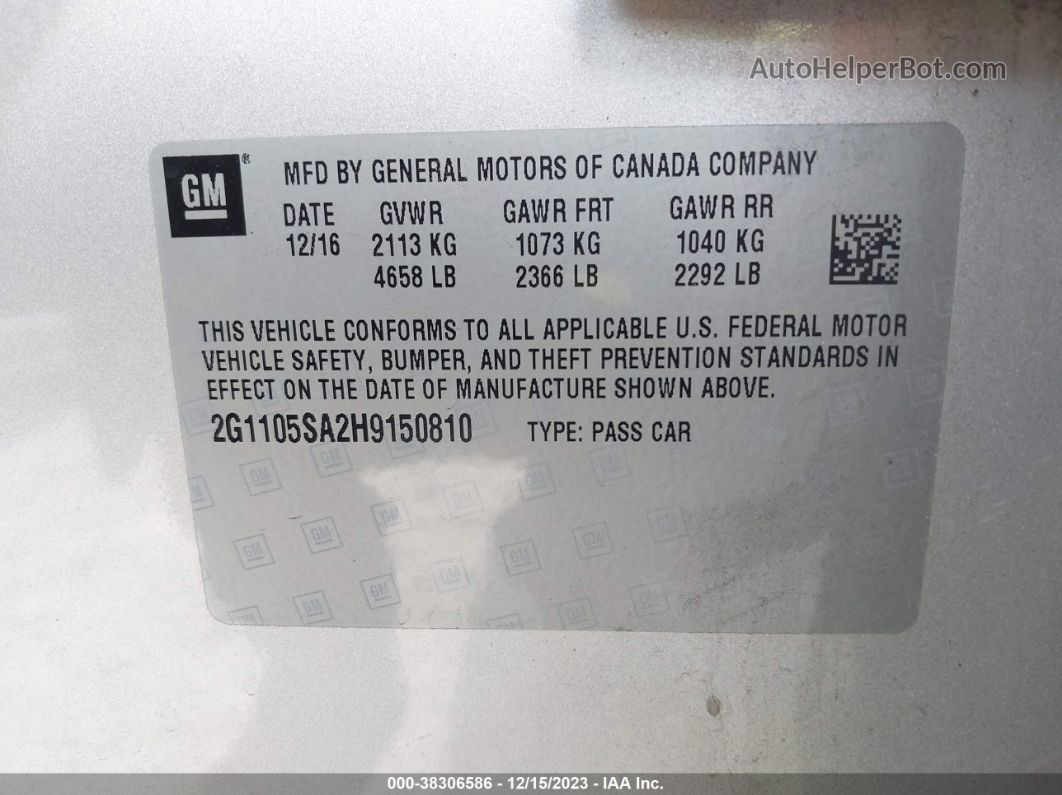 AutoHelperBot.com
GM ®
MFD BY GENERAL MOTORS OF CANADA COMPANY
DATE GVWR GAWR FRT GAWR RR
12/16 2113 KG 1073 KG 1040 KG
4658 LB 2366 LB 2292 LB
THIS VEHICLE CONFORMS TO ALL APPLICABLE U.S. FEDERAL MOTOR
VEHICLE SAFETY, BUMPER, AND THEFT PREVENTION STANDARDS IN
EFFECT ON THE DATE OF MANUFACTURE SHOWN ABOVE.
2G1105SA2H9150810 TYPE: PASS CAR
000-38306586 - 12/15/2023 - IAA Inc.